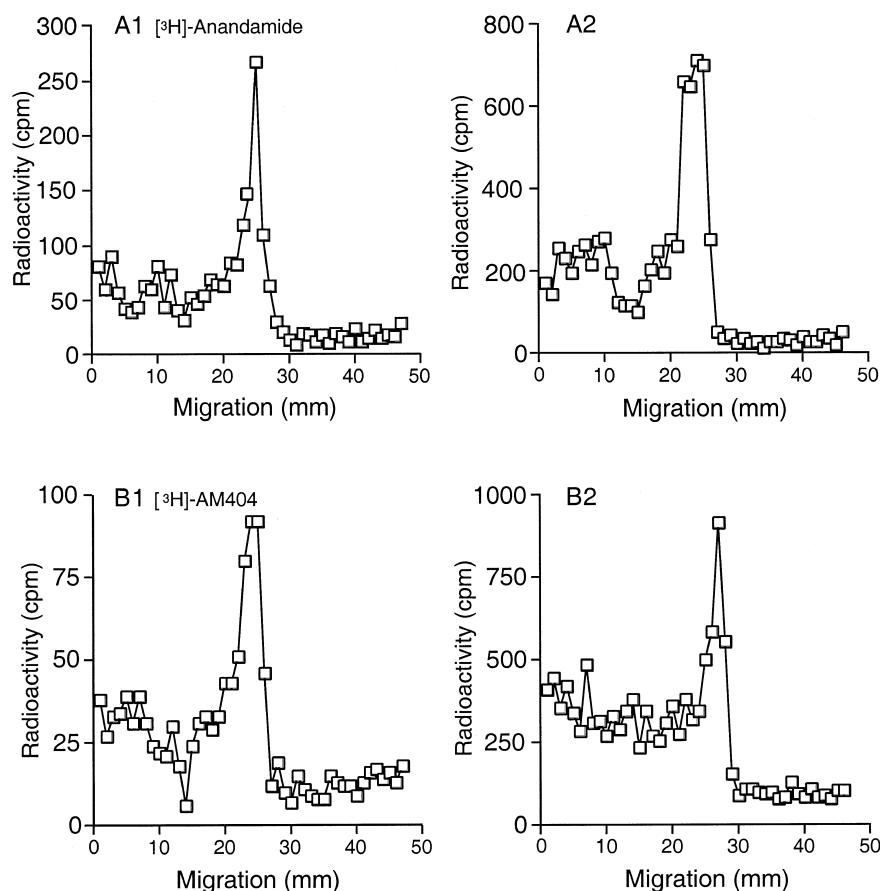 A1 [³H]-Anandamide
300
250
200
150
100
50
0
Radioactivity (cpm)
0 10 20 30 40 50
Migration (mm)
A2
800
600
400
200
0
Radioactivity (cpm)
0 10 20 30 40 50
Migration (mm)
B1 [³H]-AM404
100
75
50
25
0
Radioactivity (cpm)
0 10 20 30 40 50
Migration (mm)
B2
1000
750
500
250
0
Radioactivity (cpm)
0 10 20 30 40 50
Migration (mm)